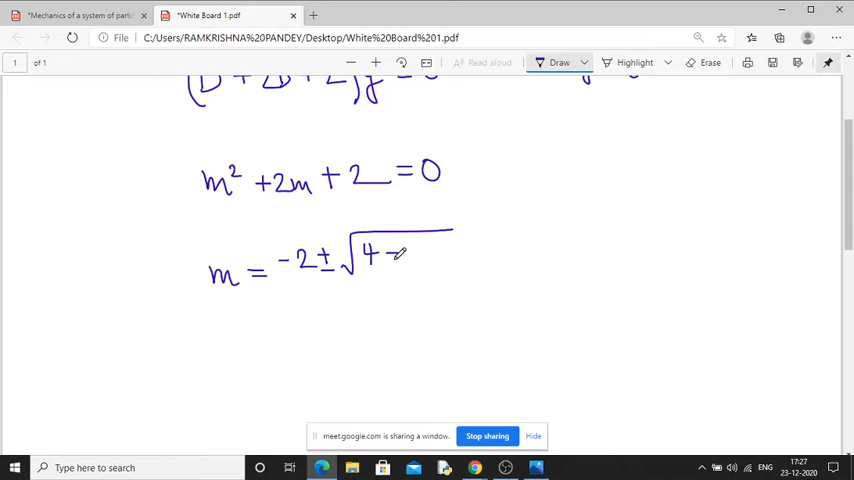 *Mechanics of a system of partic
*White Board 1.pdf
File
C:/Users/RAMKRISHNA%20PANDEY/Desktop/White%20Board%201.pdf
1 of 1
Read aloud
Draw
Highlight
Erase
m² + 2m + 2 = 0
m = -2 ± √4 -
meet.google.com is sharing a window.
Stop sharing
Hide
Type here to search
ENG
17:27
23-12-2020